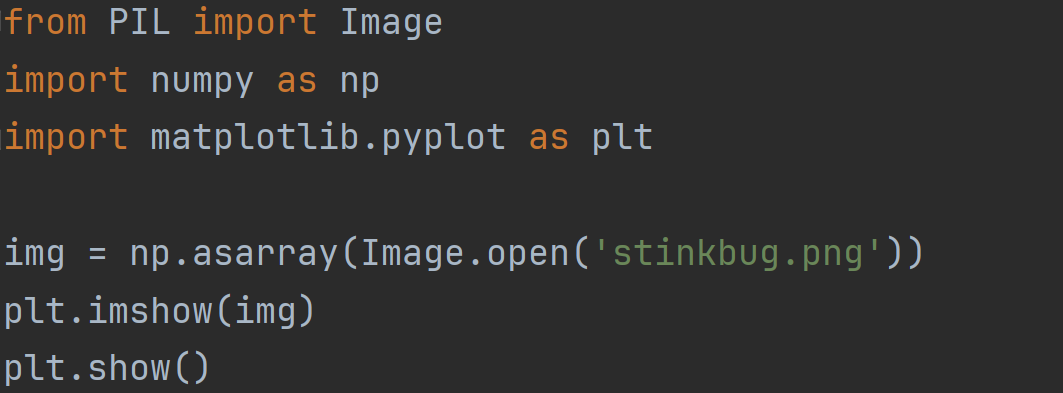 from PIL import Image
import numpy as np
import matplotlib.pyplot as plt
img = np.asarray(Image.open('stinkbug.png'))
plt.imshow(img)
plt.show()